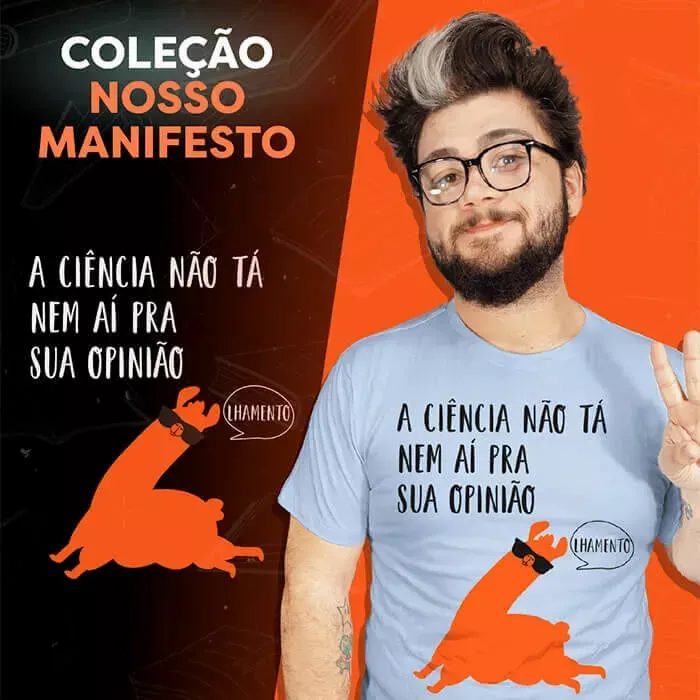 COLEÇÃO
NOSSO
MANIFESTO
A CIÊNCIA NÃO TÁ
NEM AÍ PRA
SUA OPINIÃO
LHAMENTO
A CIÊNCIA NÃO TÁ
NEM AÍ PRA
SUA OPINIÃO
LHAMENTO